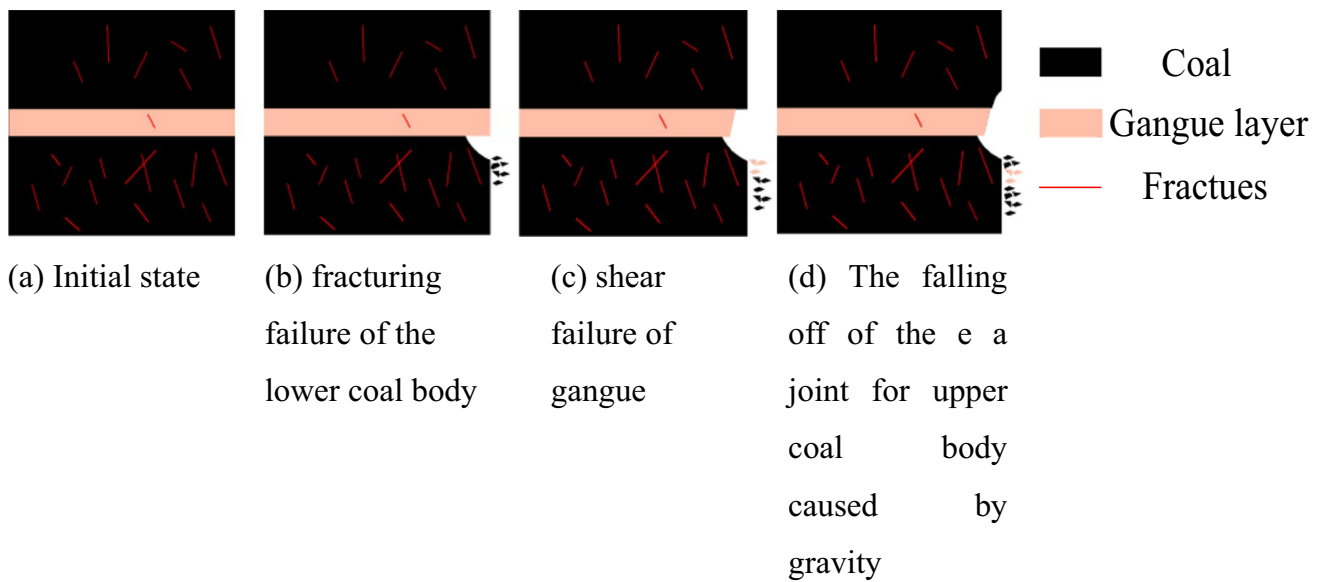 Coal
Gangue layer
Fractues
(a) Initial state
(b) fracturing
failure of the
lower coal body
(c) shear
failure of
gangue
(d) The falling
off of the e a
joint for upper
coal body
caused by
gravity